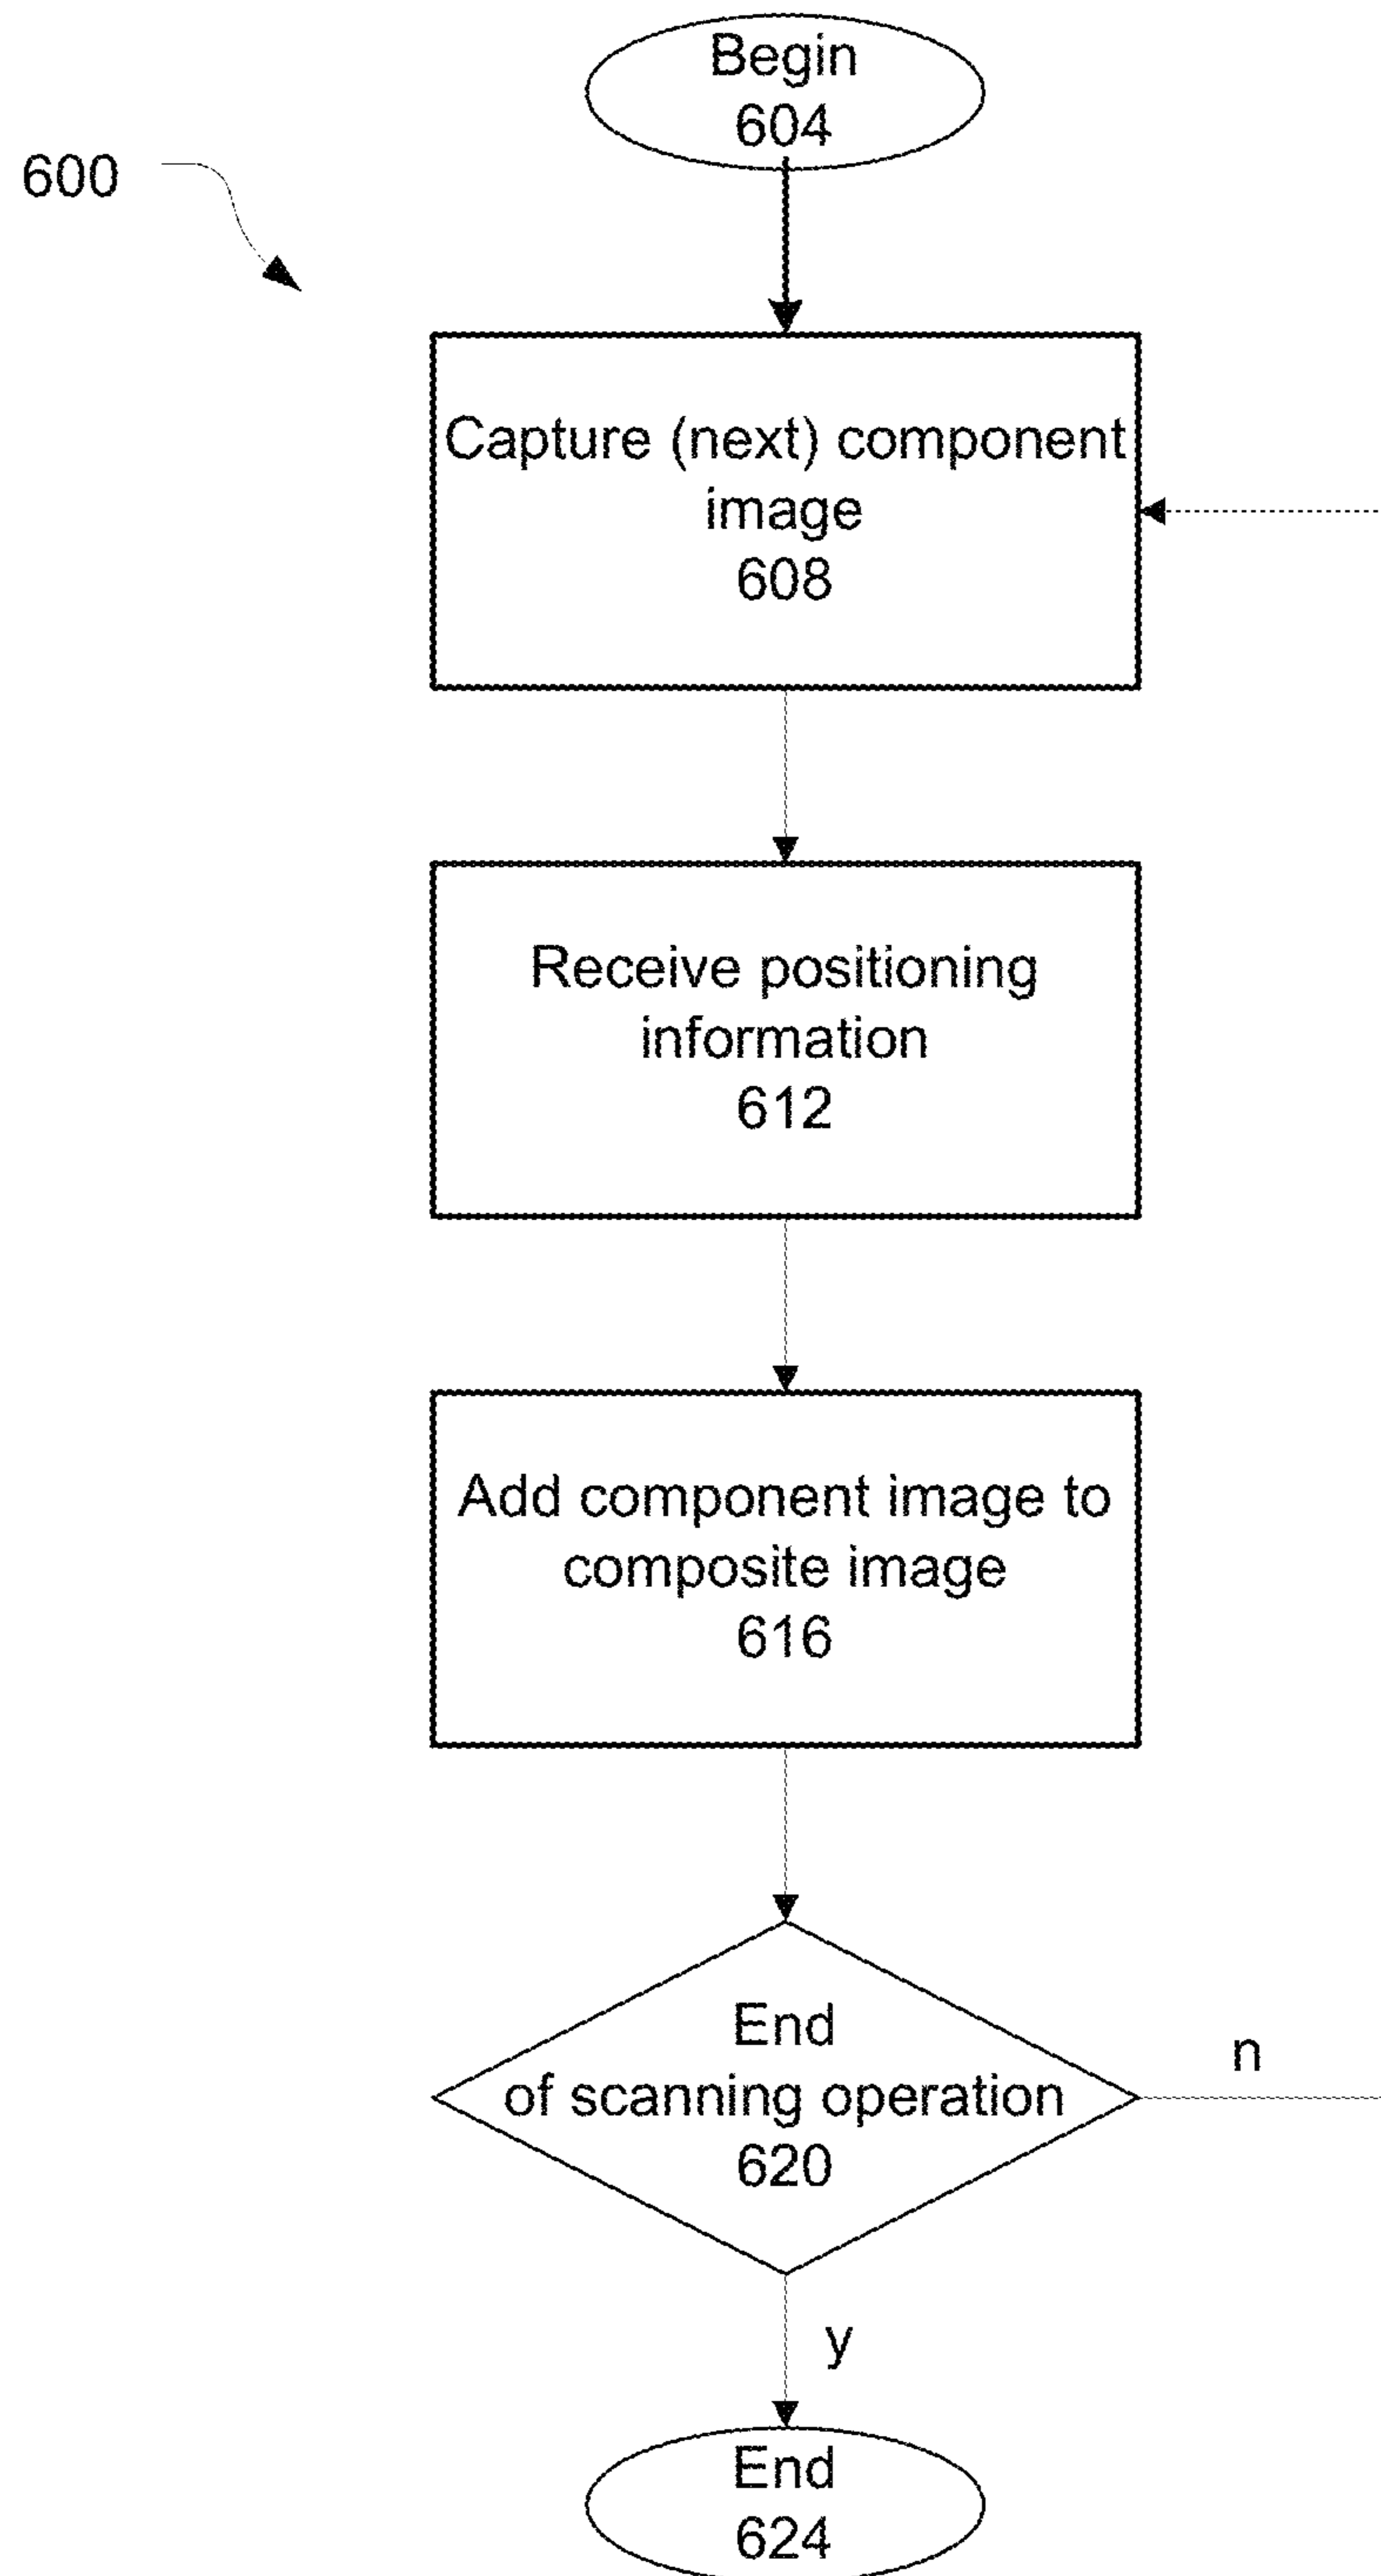 Begin
604
600
Capture (next) component
image
608
Receive positioning
information
612
Add component image to
composite image
616
End
of scanning operation
620
n
y
End
624